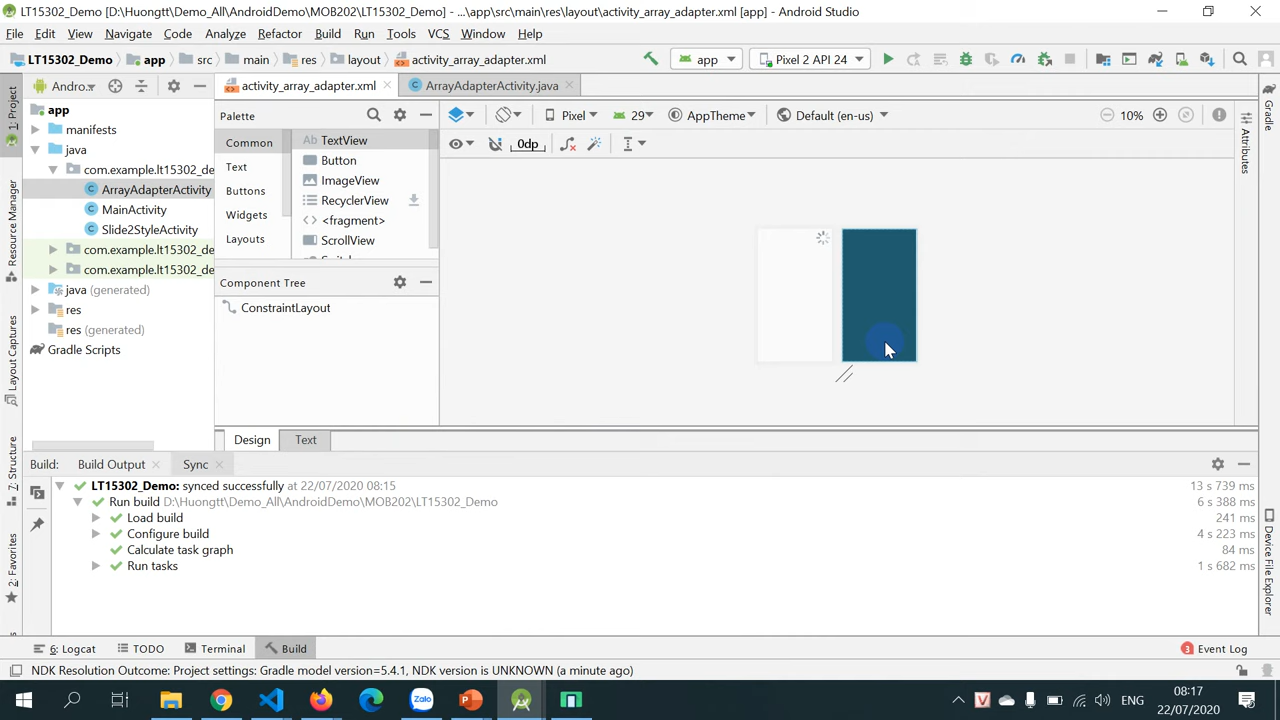 LT15302_Demo [D:\Huongtt\Demo_All\AndroidDemo\MOB202\LT15302_Demo] - ...\app\src\main\res\layout\activity_array_adapter.xml [app] - Android Studio
File Edit View Navigate Code Analyze Refactor Build Run Tools VCS Window Help
LT15302_Demo app src main res layout activity_array_adapter.xml app Pixel 2 API 24
Andro.. activity_array_adapter.xml ArrayAdapterActivity.java
1: Project
Resource Manager
Layout Captures
7: Structure
2: Favorites
app
manifests
java
com.example.lt15302_de
ArrayAdapterActivity
MainActivity
Slide2StyleActivity
com.example.lt15302_de
com.example.lt15302_de
java (generated)
res
res (generated)
Gradle Scripts
Palette
Common
Text
Buttons
Widgets
Layouts
Ab TextView
Button
ImageView
RecyclerView
<fragment>
ScrollView
Component Tree
ConstraintLayout
Pixel 29 AppTheme Default (en-us) 10%
0dp
Design Text
Gradle
Attributes
Device File Explorer
Build: Build Output Sync
LT15302_Demo: synced successfully at 22/07/2020 08:15 13 s 739 ms
Run build D:\Huongtt\Demo_All\AndroidDemo\MOB202\LT15302_Demo 6 s 388 ms
Load build 241 ms
Configure build 4 s 223 ms
Calculate task graph 84 ms
Run tasks 1 s 682 ms
6: Logcat TODO Terminal Build 3 Event Log
NDK Resolution Outcome: Project settings: Gradle model version=5.4.1, NDK version is UNKNOWN (a minute ago)
Zalo ENG 08:17
22/07/2020